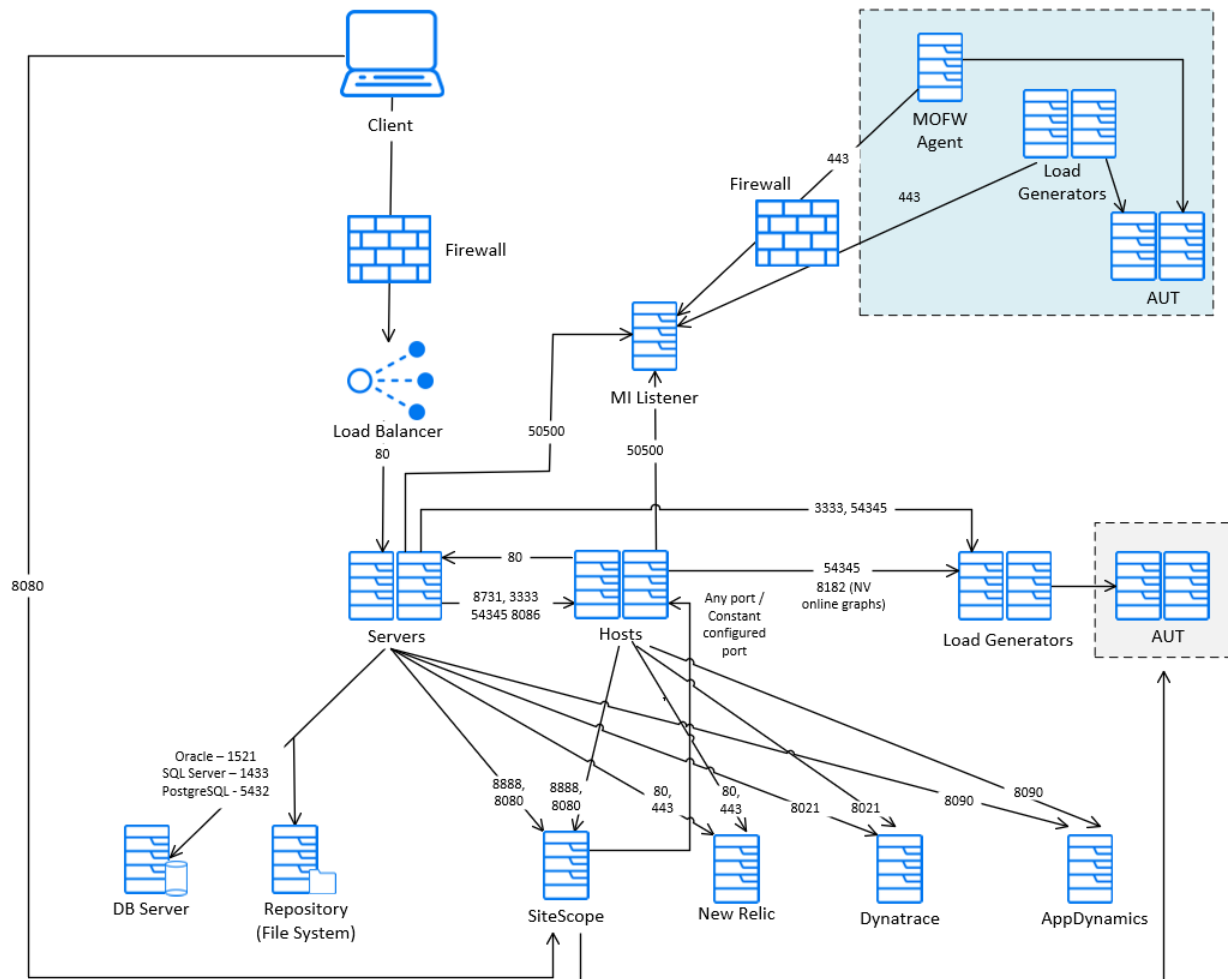 Client
MOFW
Agent
443
Load
Generators
Firewall
443
Firewall
AUT
MI Listener
Load Balancer
50500
80
50500
3333, 54345
80
54345
8080
8182 (NV
online graphs)
8731, 3333
54345 8086
Any port /
Constant
configured
port
Servers
Hosts
Load Generators
AUT
Oracle – 1521
SQL Server – 1433
PostgreSQL - 5432
8888,
8080
8888,
8080
80,
443
80,
443
8021
8021
8090
8090
DB Server
Repository
(File System)
SiteScope
New Relic
Dynatrace
AppDynamics